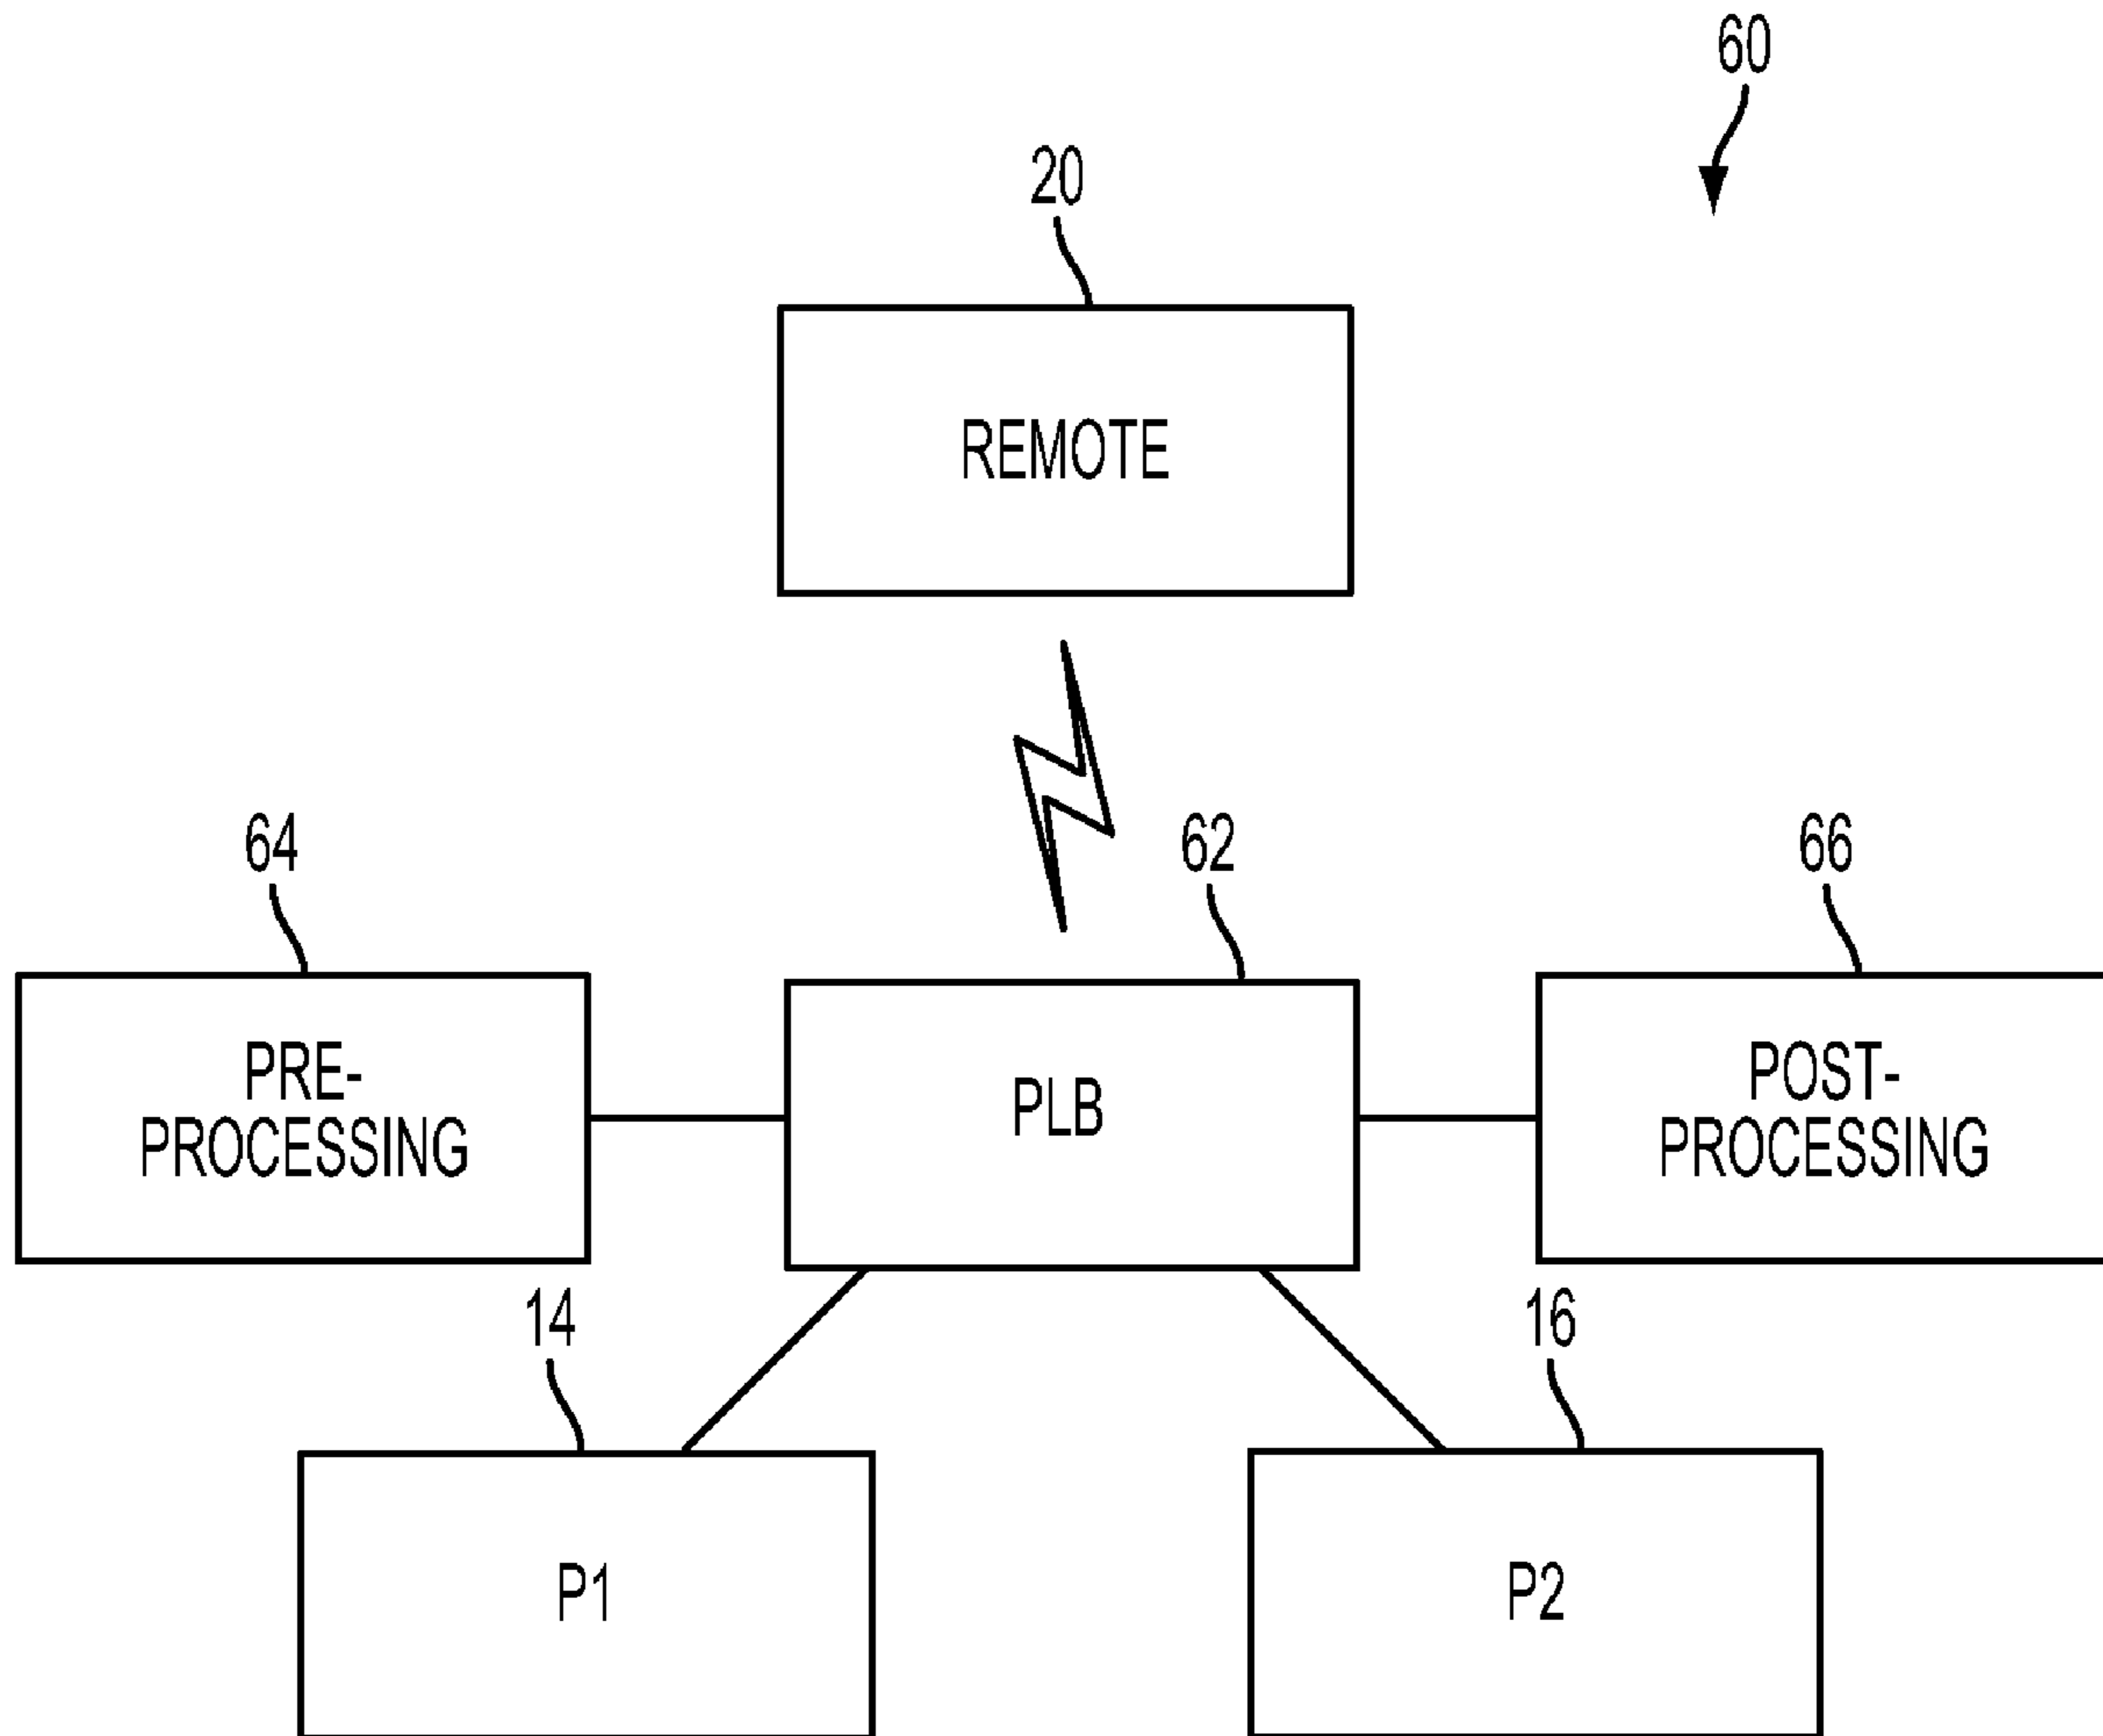 60
20
REMOTE
64
62
66
PRE-
PROCESSING
PLB
POST-
PROCESSING
14
16
P1
P2